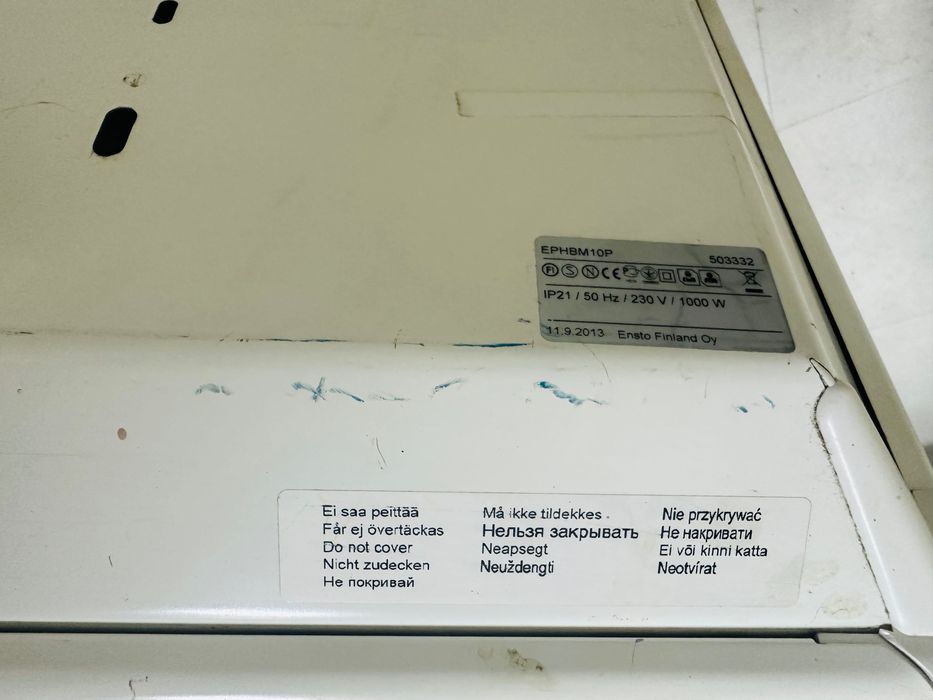 EPHBM10P 503332
FI S N CE
IP21 / 50 Hz / 230 V / 1000 W
11.9.2013 Ensto Finland Oy
Ei saa peittää
Får ej övertäckas
Do not cover
Nicht zudecken
Не покривай
Må ikke tildekkes
Нельзя закрывать
Neapsegt
Neuždengti
Nie przykrywać
Не накривати
Ei või kinni katta
Neotvírat